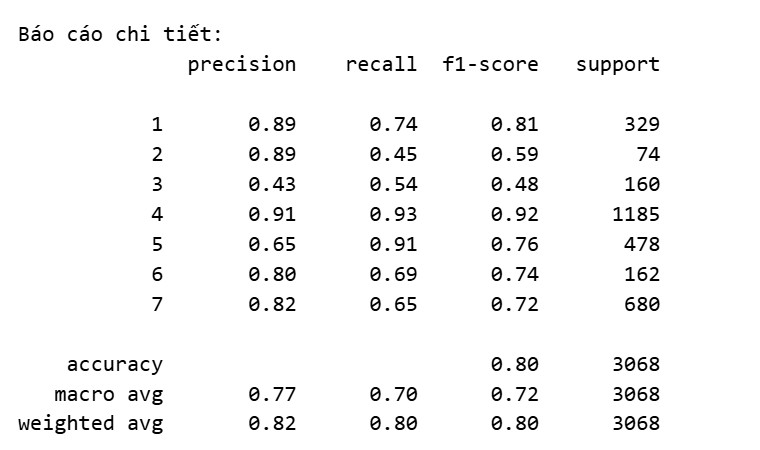 Báo cáo chi tiết:
precision recall f1-score support
1 0.89 0.74 0.81 329
2 0.89 0.45 0.59 74
3 0.43 0.54 0.48 160
4 0.91 0.93 0.92 1185
5 0.65 0.91 0.76 478
6 0.80 0.69 0.74 162
7 0.82 0.65 0.72 680
accuracy 0.80 3068
macro avg 0.77 0.70 0.72 3068
weighted avg 0.82 0.80 0.80 3068